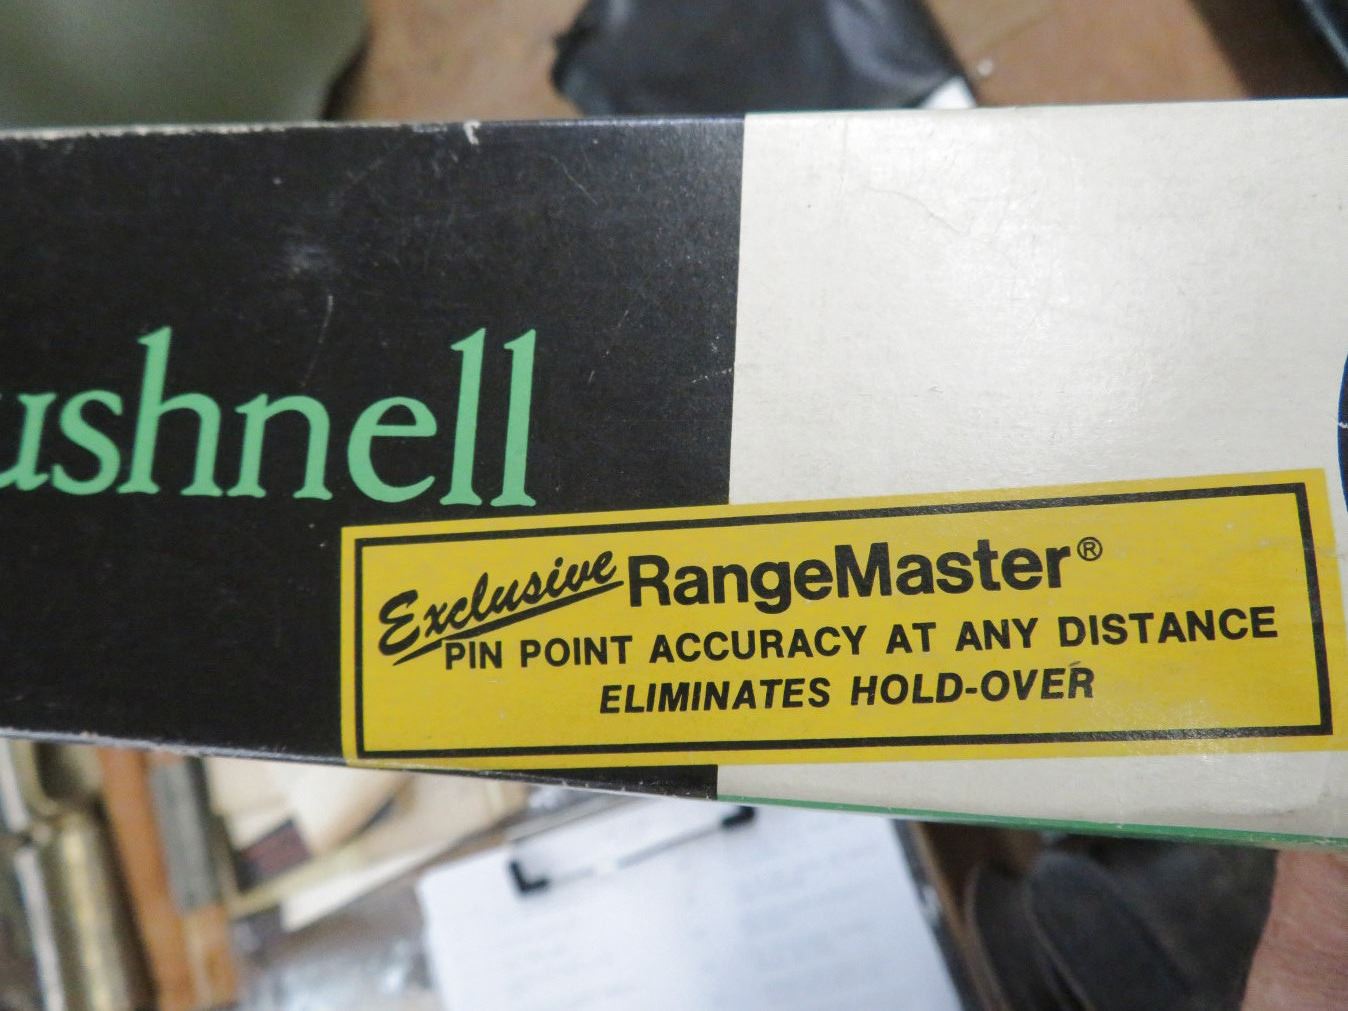 ushnell
Exclusive RangeMaster®
PIN POINT ACCURACY AT ANY DISTANCE
ELIMINATES HOLD-OVER